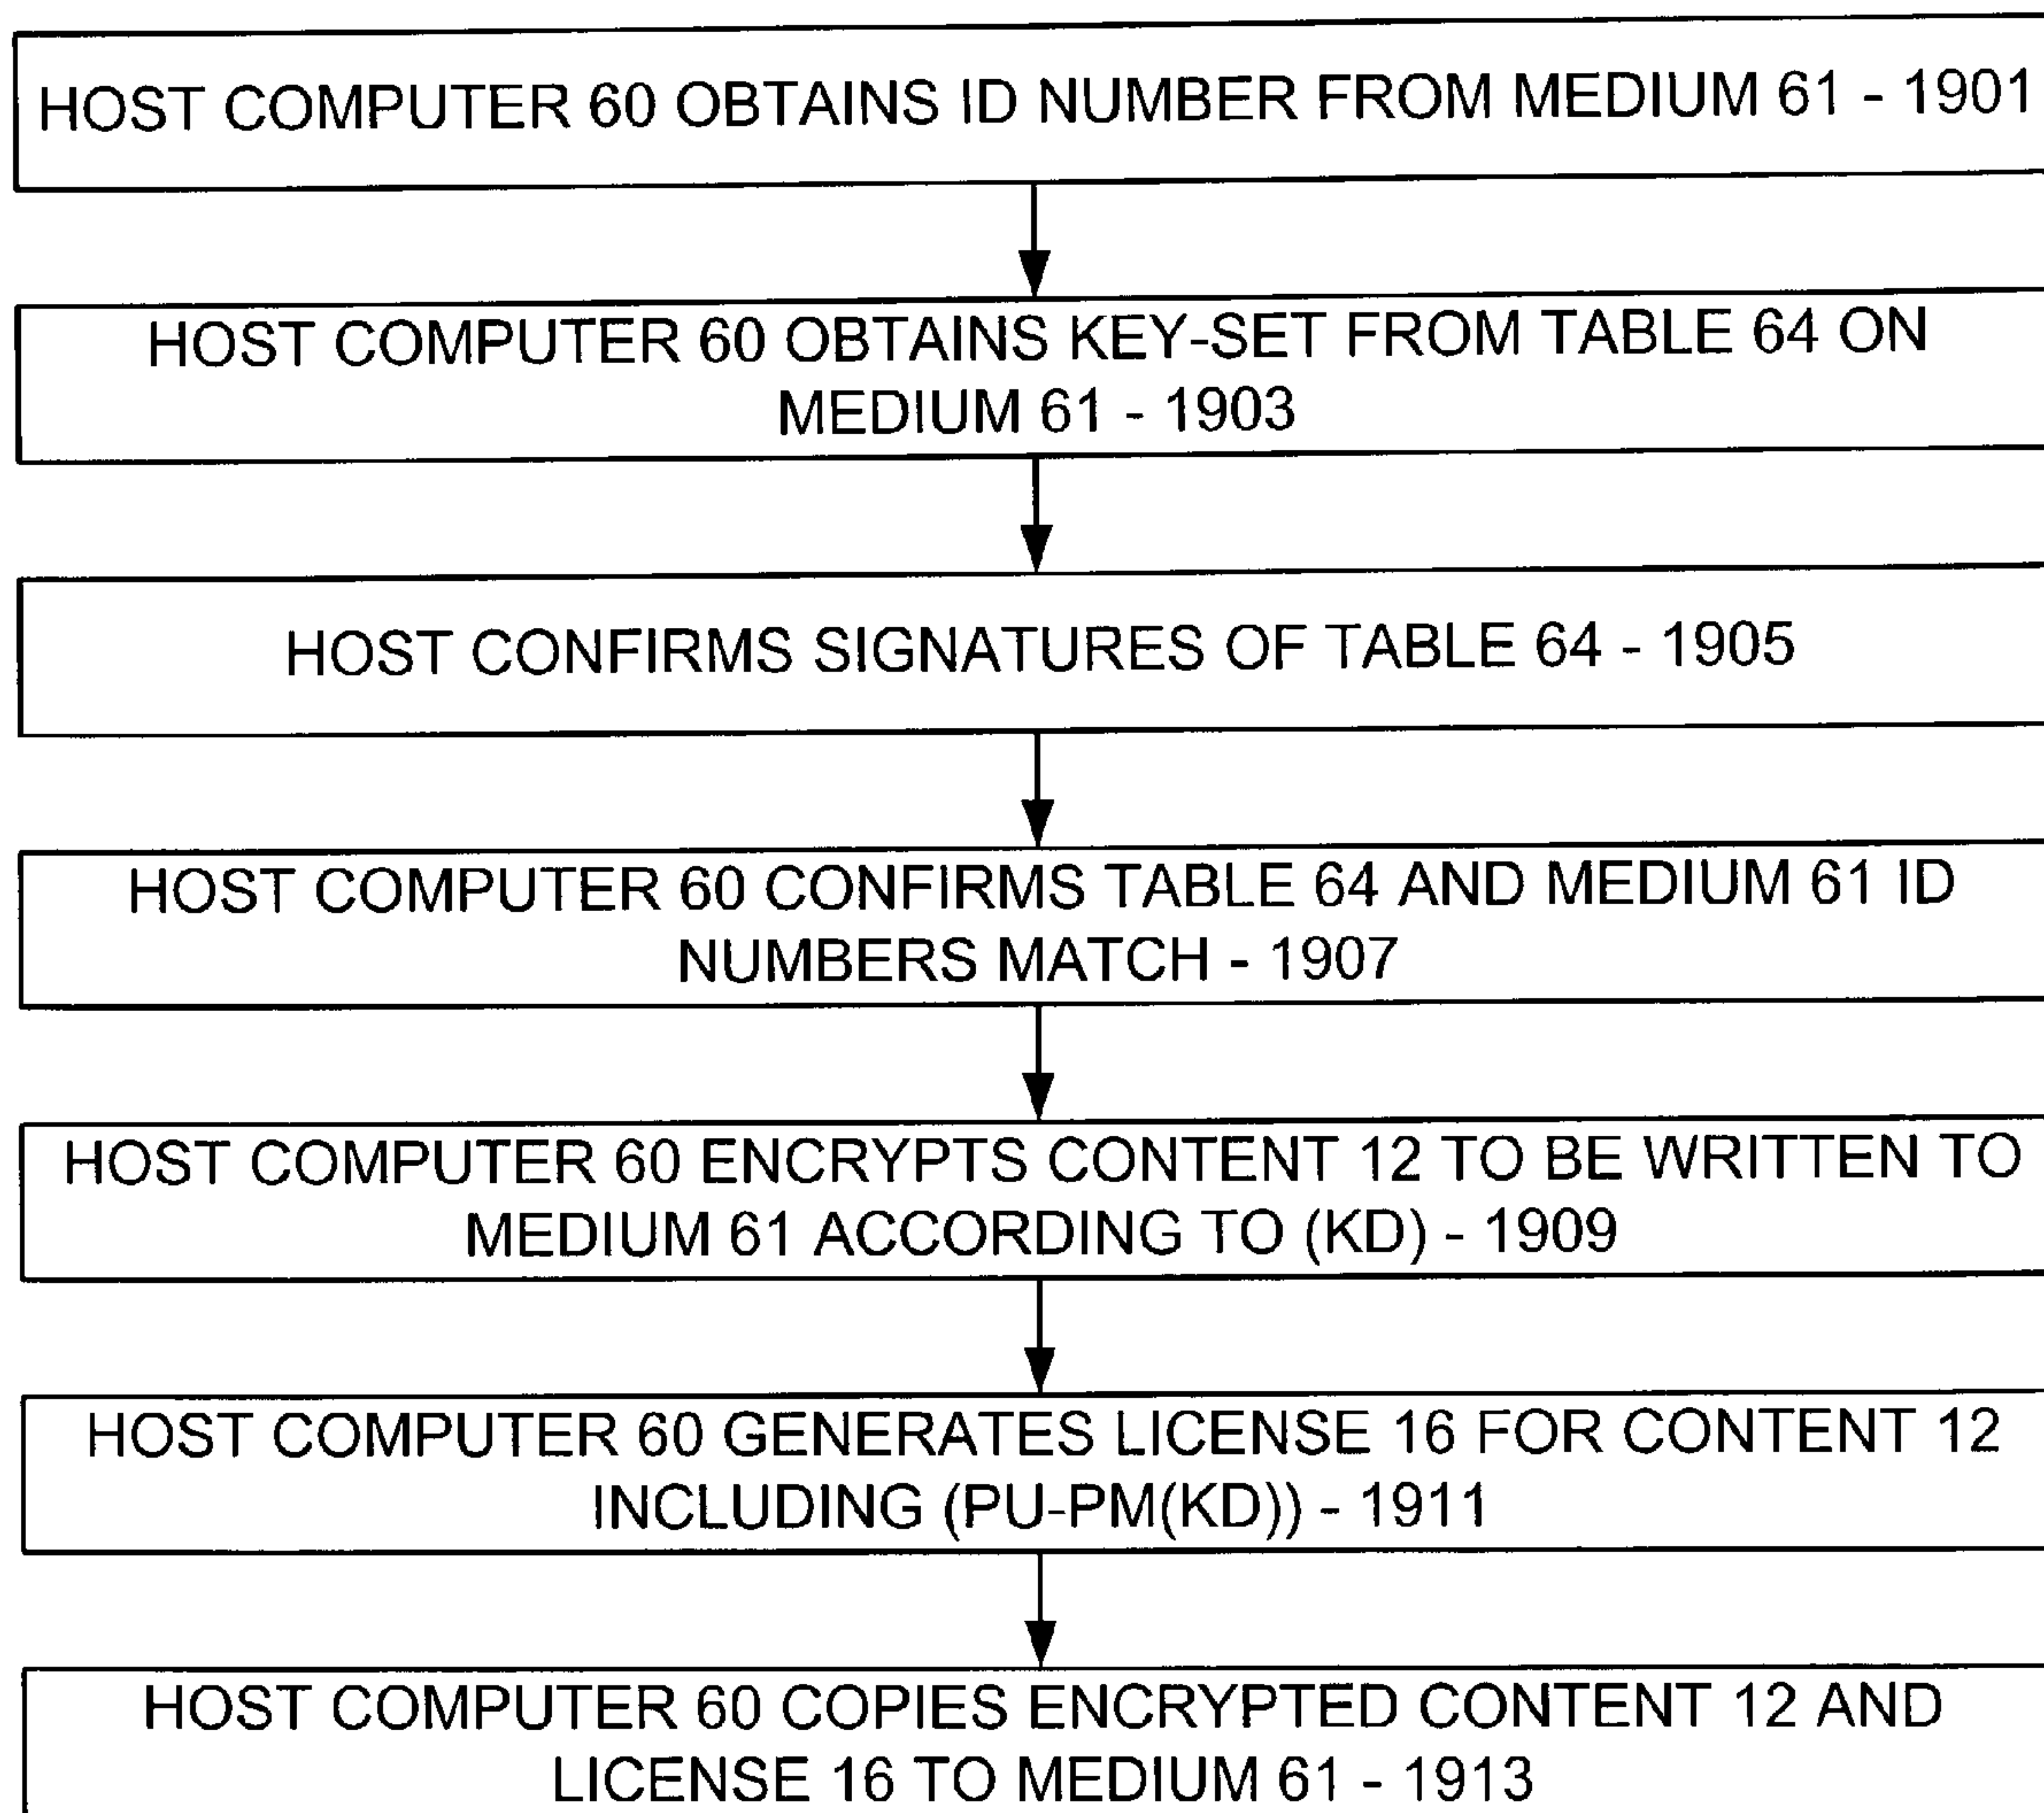 HOST COMPUTER 60 OBTAINS ID NUMBER FROM MEDIUM 61 - 1901
HOST COMPUTER 60 OBTAINS KEY-SET FROM TABLE 64 ON
MEDIUM 61 - 1903
HOST CONFIRMS SIGNATURES OF TABLE 64 - 1905
HOST COMPUTER 60 CONFIRMS TABLE 64 AND MEDIUM 61 ID
NUMBERS MATCH - 1907
HOST COMPUTER 60 ENCRYPTS CONTENT 12 TO BE WRITTEN TO
MEDIUM 61 ACCORDING TO (KD) - 1909
HOST COMPUTER 60 GENERATES LICENSE 16 FOR CONTENT 12
INCLUDING (PU-PM(KD)) - 1911
HOST COMPUTER 60 COPIES ENCRYPTED CONTENT 12 AND
LICENSE 16 TO MEDIUM 61 - 1913